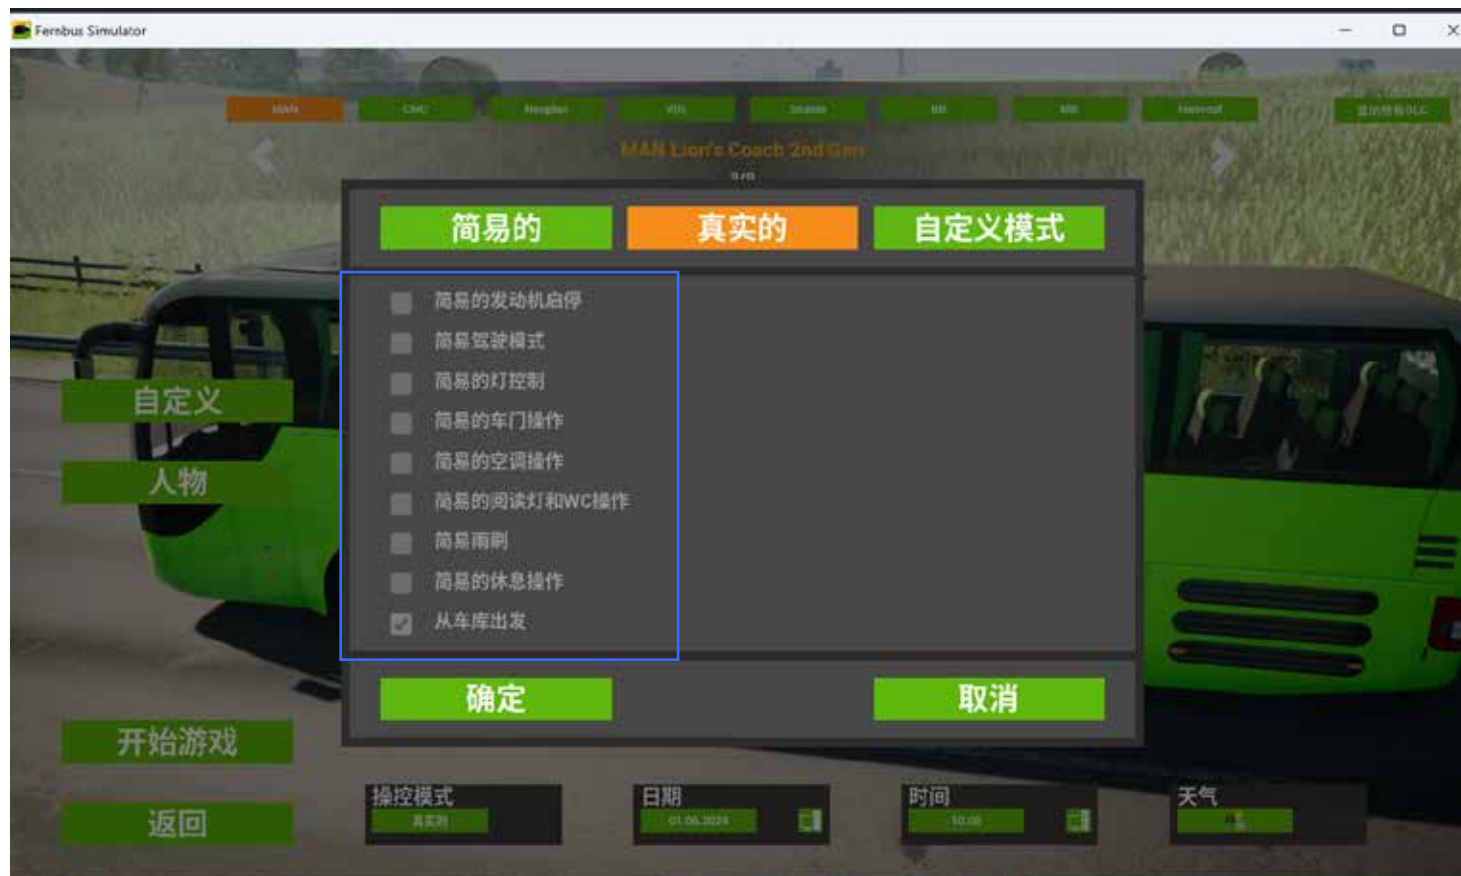 Fernbus Simulator
MAN
Neoplan
VDL
MAN Lion's Coach 2nd Gen
简易的 真实的 自定义模式
简易的发动机启停
简易驾驶模式
简易的灯控制
简易的车门操作
简易的空调操作
简易的阅读灯和WC操作
简易雨刷
简易的休息操作
从车库出发
确定 取消
自定义
人物
开始游戏
返回
操控模式 日期 时间 天气
真实的 01.06.2024 10:00